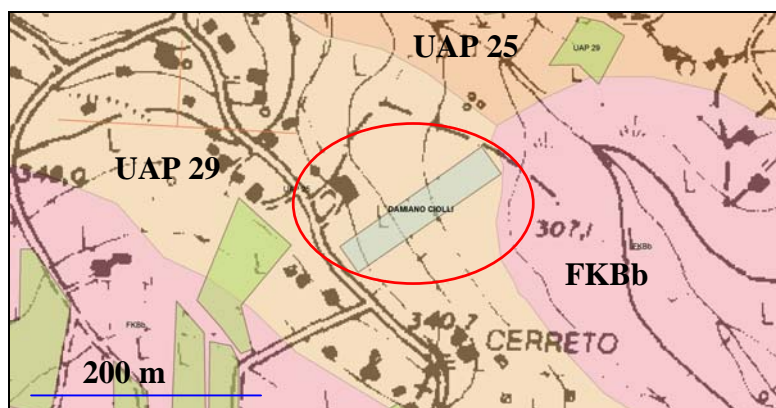 UAP 25
UAP 29
340,0
UAP 29
DAMIANO CIOLLI
307,1
FKBb
FKBb
FKBb
340,7
CERRETO
200 m